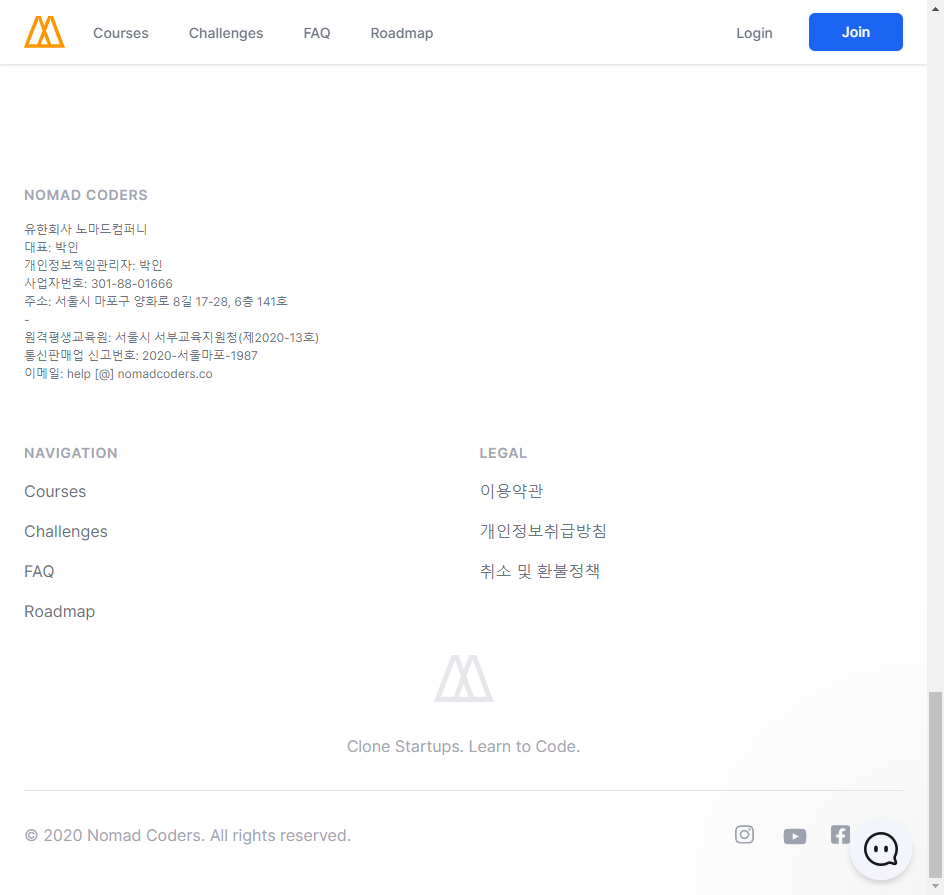 Courses
Challenges
FAQ
Roadmap
Login
Join
NOMAD CODERS
유한회사 노마드컴퍼니
대표: 박인
개인정보책임관리자: 박인
사업자번호: 301-88-01666
주소: 서울시 마포구 양화로 8길 17-28, 6층 141호
-
원격평생교육원: 서울시 서부교육지원청(제2020-13호)
통신판매업 신고번호: 2020-서울마포-1987
이메일: help [@] nomadcoders.co
NAVIGATION
Courses
Challenges
FAQ
Roadmap
LEGAL
이용약관
개인정보취급방침
취소 및 환불정책
Clone Startups. Learn to Code.
© 2020 Nomad Coders. All rights reserved.